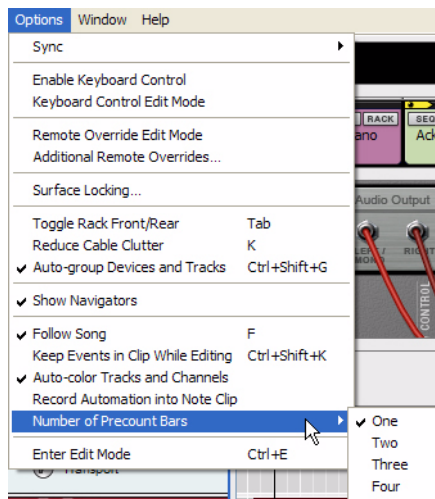 Options Window Help
Sync
Enable Keyboard Control
Keyboard Control Edit Mode
Remote Override Edit Mode
Additional Remote Overrides...
Surface Locking...
Toggle Rack Front/Rear Tab
Reduce Cable Clutter K
Auto-group Devices and Tracks Ctrl+Shift+G
Show Navigators
Follow Song F
Keep Events in Clip While Editing Ctrl+Shift+K
Auto-color Tracks and Channels
Record Automation into Note Clip
Number of Precount Bars
Enter Edit Mode Ctrl+E
One
Two
Three
Four
RACK SEQ
Audio Output
LEFT /
MONO
RIGHT
CONTROL
Transport